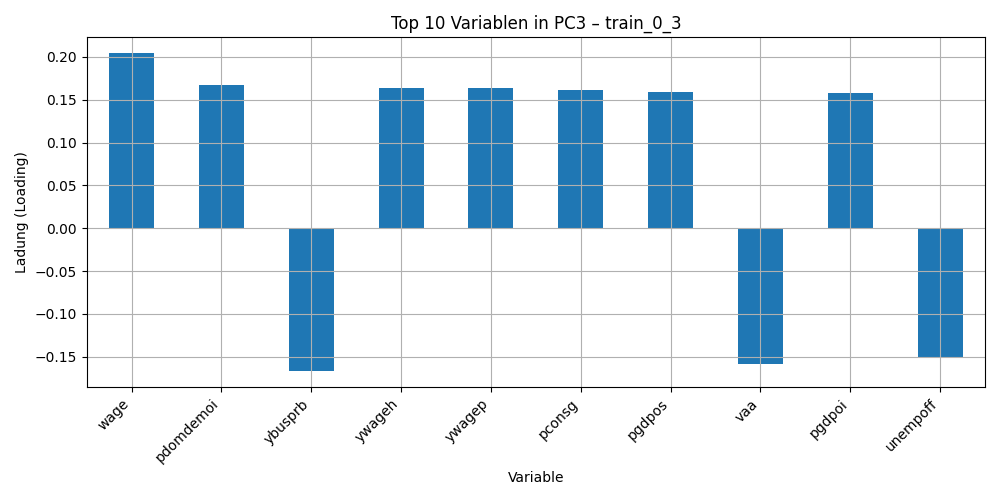 Top 10 Variablen in PC3 – train_0_3
Ladung (Loading)
0.20
0.15
0.10
0.05
0.00
−0.05
−0.10
−0.15
wage
pdomdemoi
ybusprb
ywageh
ywagep
pconsg
pgdpos
vaa
pgdpoi
unempoff
Variable